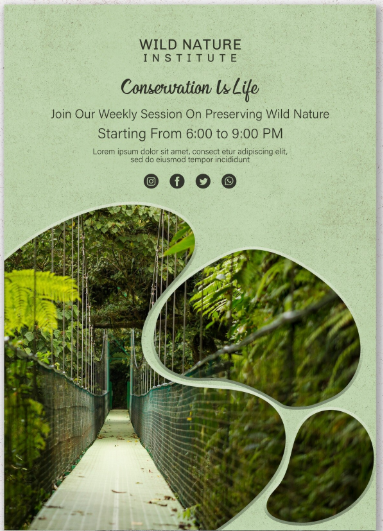 WILD NATURE
INSTITUTE
Conservation Is Life
Join Our Weekly Session On Preserving Wild Nature
Starting From 6:00 to 9:00 PM
Lorem ipsum dolor sit amet, consect etur adipiscing elit,
sed do eiusmod tempor incididunt